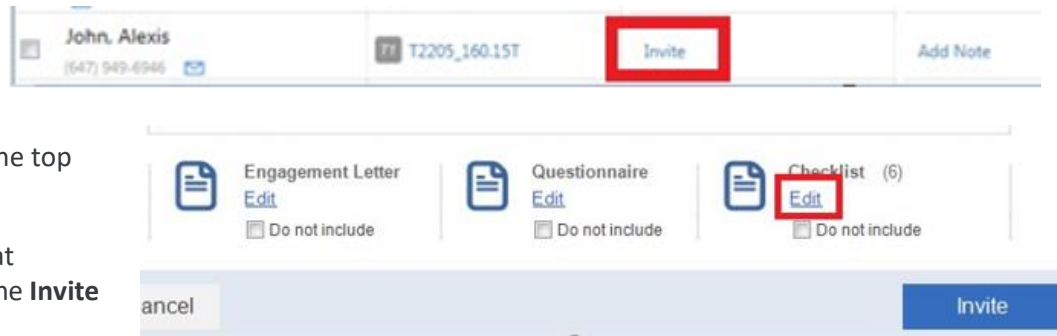 John, Alexis
(647) 949-6946
TT T2205_160.15T
Invite
Add Note
he top
Engagement Letter
Edit
Do not include
Questionnaire
Edit
Do not include
Checklist (6)
Edit
Do not include
nt
he Invite
ancel
Invite